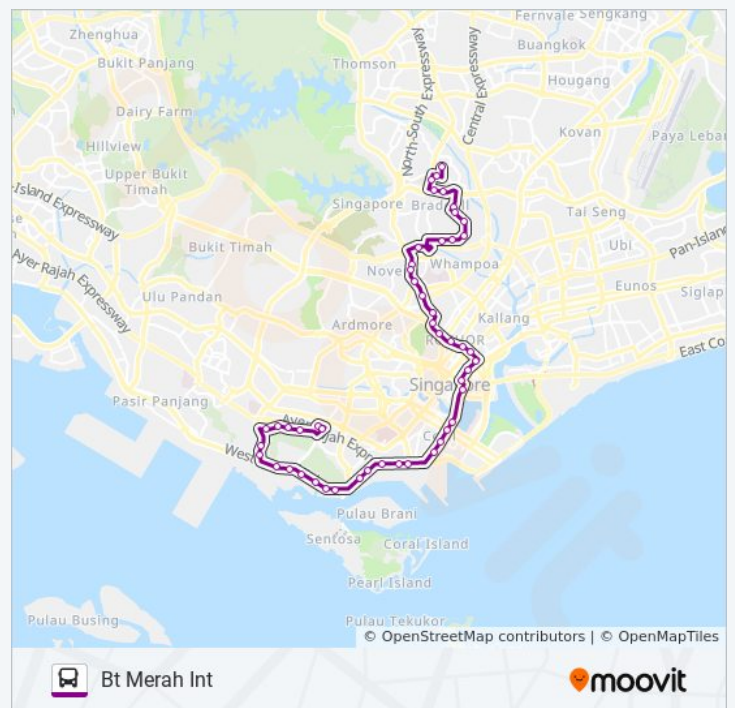 Fernvale
Sengkang
Zhenghua
Buangkok
Bukit Panjang
Thomson
North-South Expressway
Central Expressway
Hougang
Dairy Farm
Kovan
Paya Lebar
Hillview
Upper Bukit
Timah
-Island Expressway
Singapore
Braddell
Tai Seng
Bukit Timah
Ubi
Pan-Island
Ayer Rajah Expressway
Novena
Whampoa
Ulu Pandan
Eunos
Siglap
Ardmore
Kallang
ROCHOR
East Co
Singapore
Pasir Panjang
Ayer Rajah Expre
West
Pulau Brani
Sentosa
Coral Island
Pearl Island
Pulau Busing
Pulau Tekukor
© OpenStreetMap contributors | © OpenMapTiles
Bt Merah Int
moovit